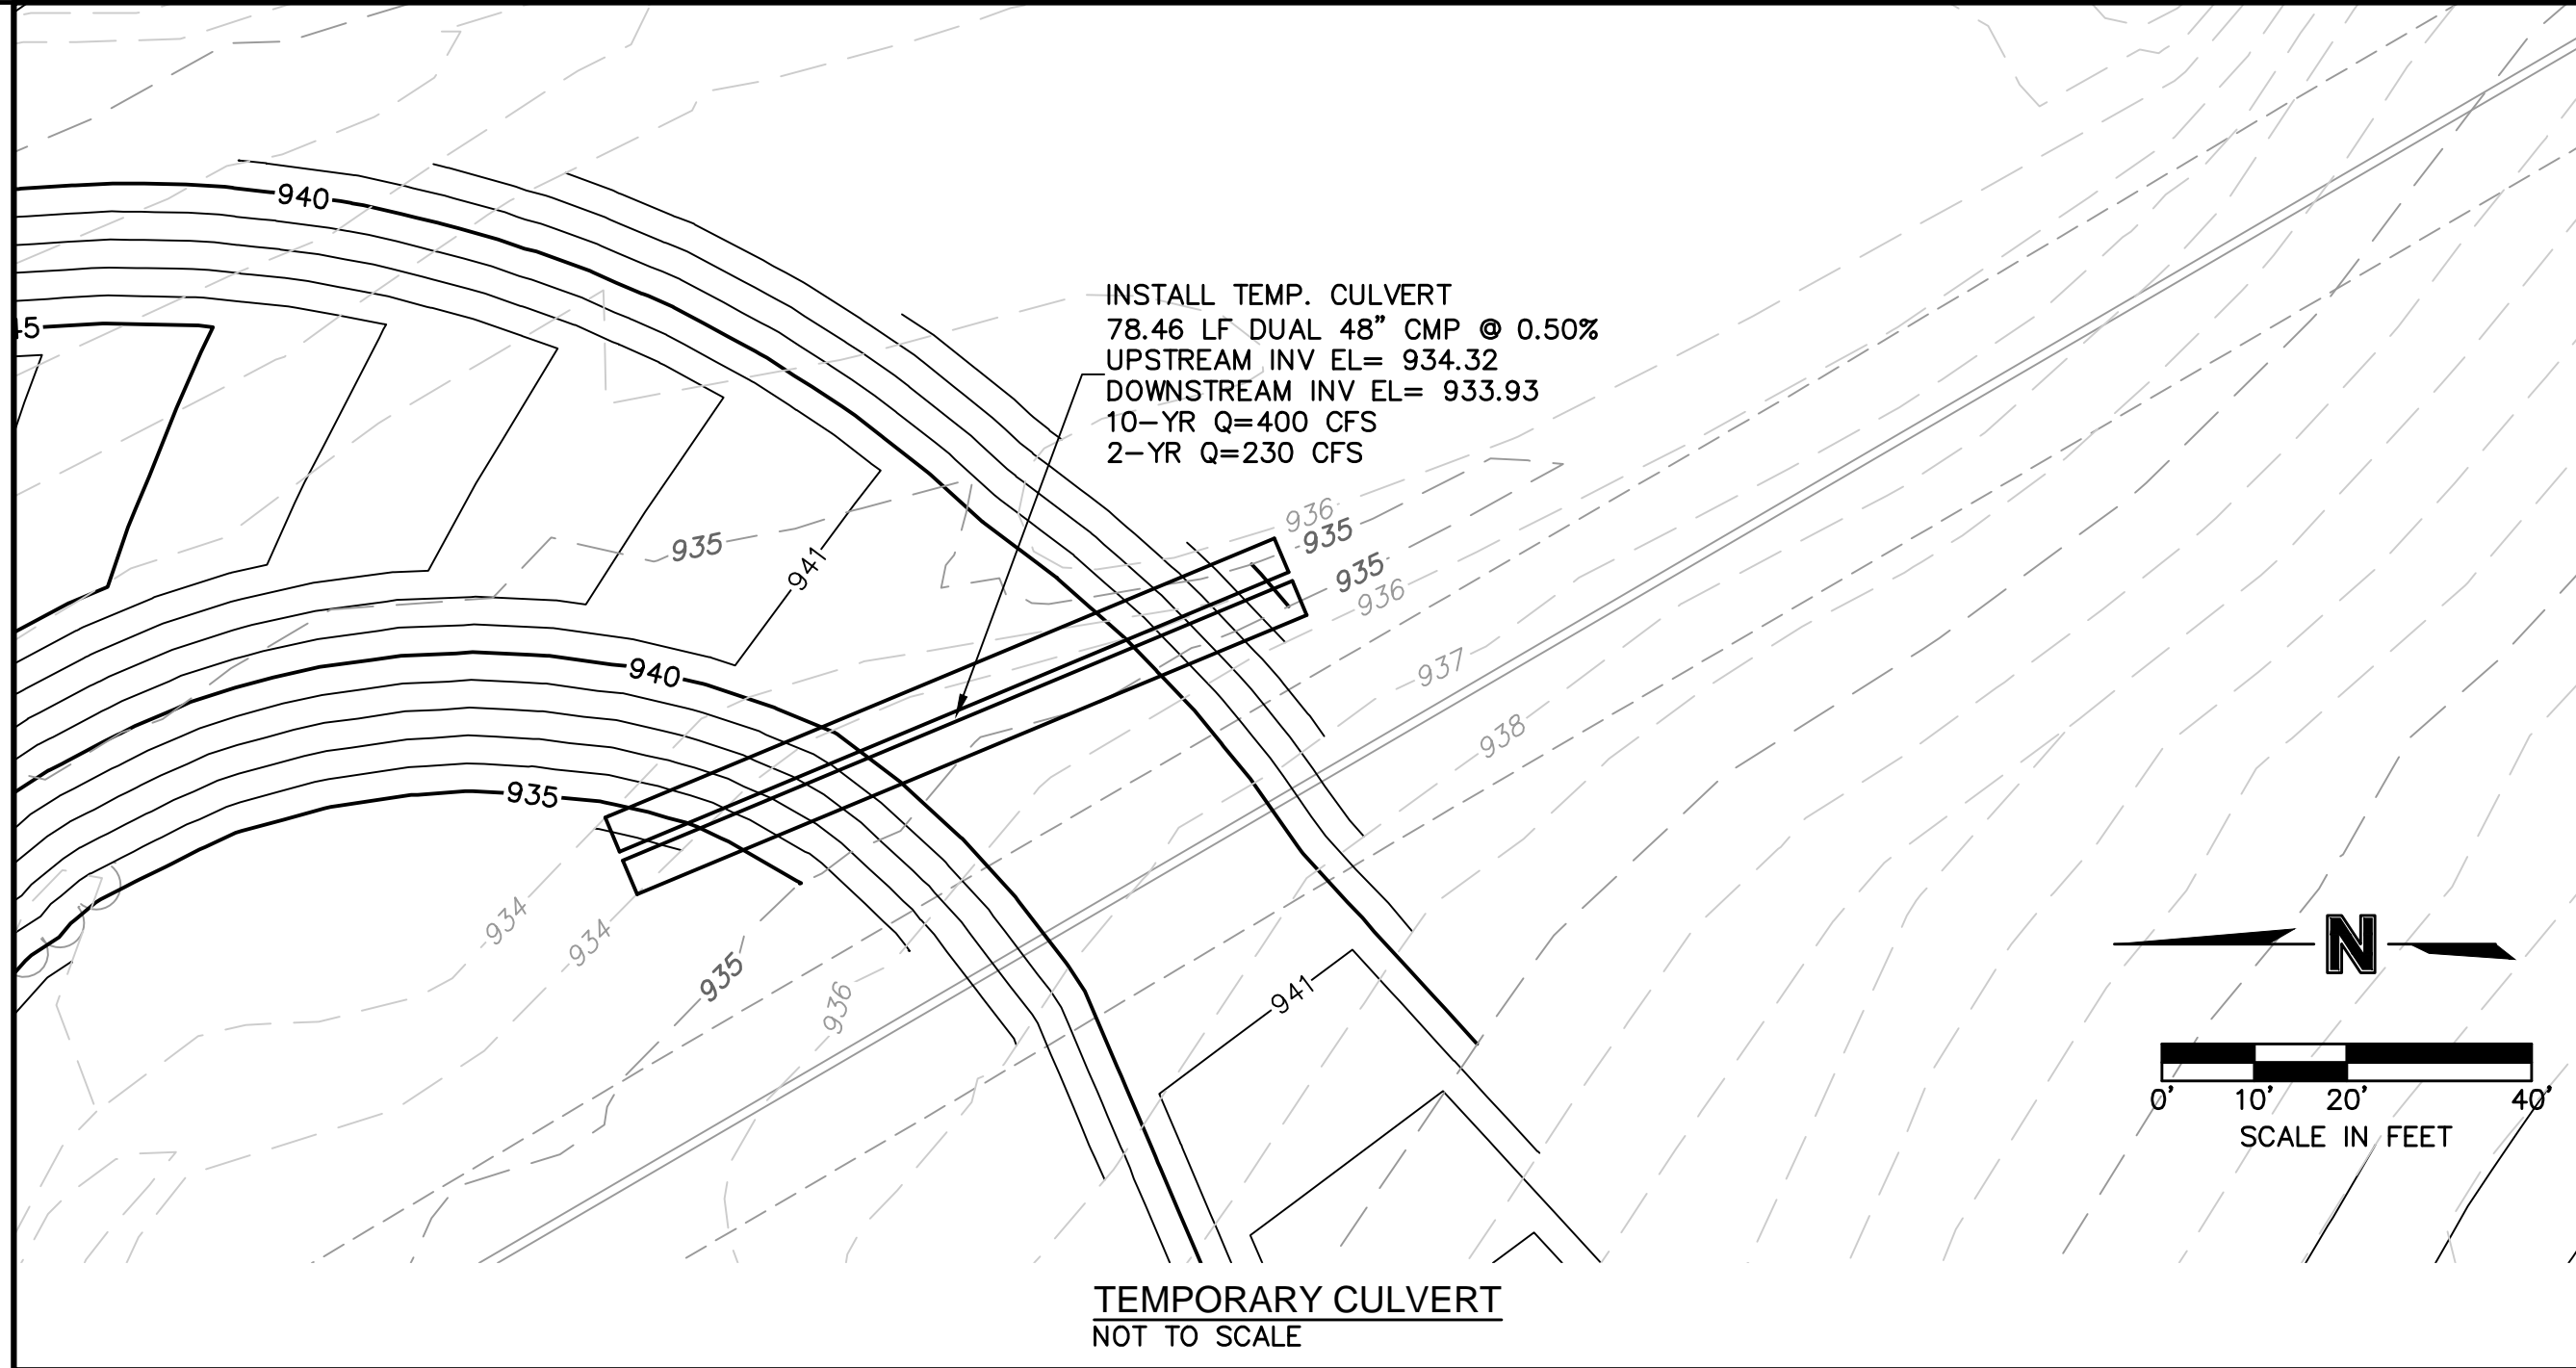 940
45
INSTALL TEMP. CULVERT
78.46 LF DUAL 48" CMP @ 0.50%
UPSTREAM INV EL= 934.32
DOWNSTREAM INV EL= 933.93
10-YR Q=400 CFS
2-YR Q=230 CFS
936
935
935
941
935
936
937
940
938
935
934
934
935
936
941
N
0' 10' 20' 40'
SCALE IN FEET
TEMPORARY CULVERT
NOT TO SCALE